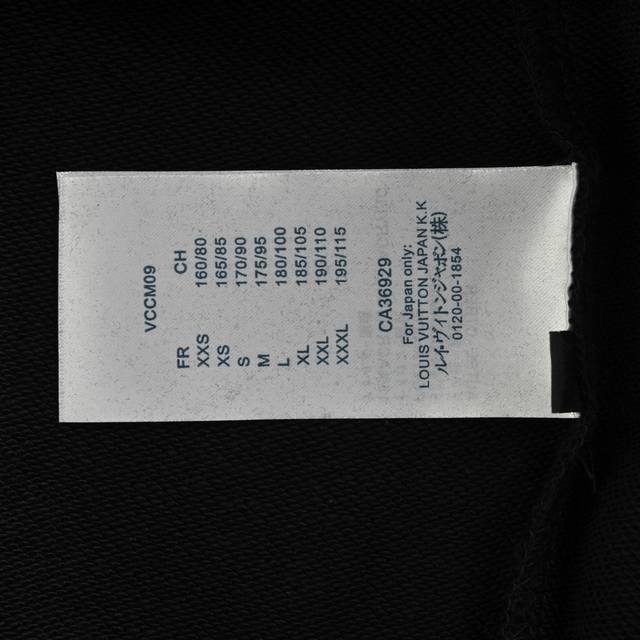 VCCM09
FR CH
XXS 160/80
XS 165/85
S 170/90
M 175/95
L 180/100
XL 185/105
XXL 190/110
XXXL 195/115
CA36929
For Japan only:
LOUIS VUITTON JAPAN K.K
ルイ・ヴィトンジャポン(株)
0120-00-1854